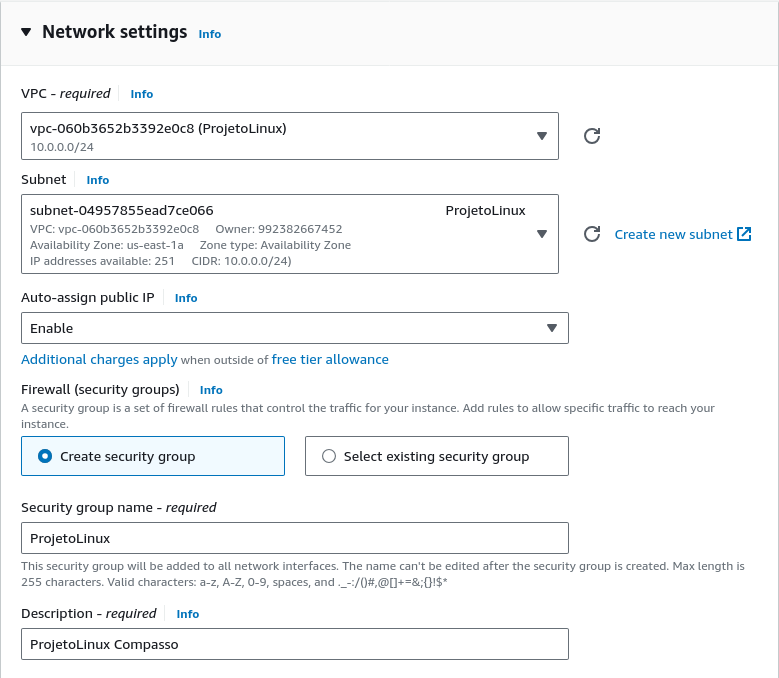 Network settings Info
VPC - required Info
vpc-060b3652b3392e0c8 (ProjetoLinux)
10.0.0.0/24
Subnet Info
subnet-04957855ead7ce066 ProjetoLinux
VPC: vpc-060b3652b3392e0c8 Owner: 992382667452
Availability Zone: us-east-1a Zone type: Availability Zone
IP addresses available: 251 CIDR: 10.0.0.0/24)
Create new subnet
Auto-assign public IP Info
Enable
Additional charges apply when outside of free tier allowance
Firewall (security groups) Info
A security group is a set of firewall rules that control the traffic for your instance. Add rules to allow specific traffic to reach your
instance.
Create security group Select existing security group
Security group name - required
ProjetoLinux
This security group will be added to all network interfaces. The name can't be edited after the security group is created. Max length is
255 characters. Valid characters: a-z, A-Z, 0-9, spaces, and ._-:/()#,@[]+=&;{}!$*
Description - required Info
ProjetoLinux Compasso